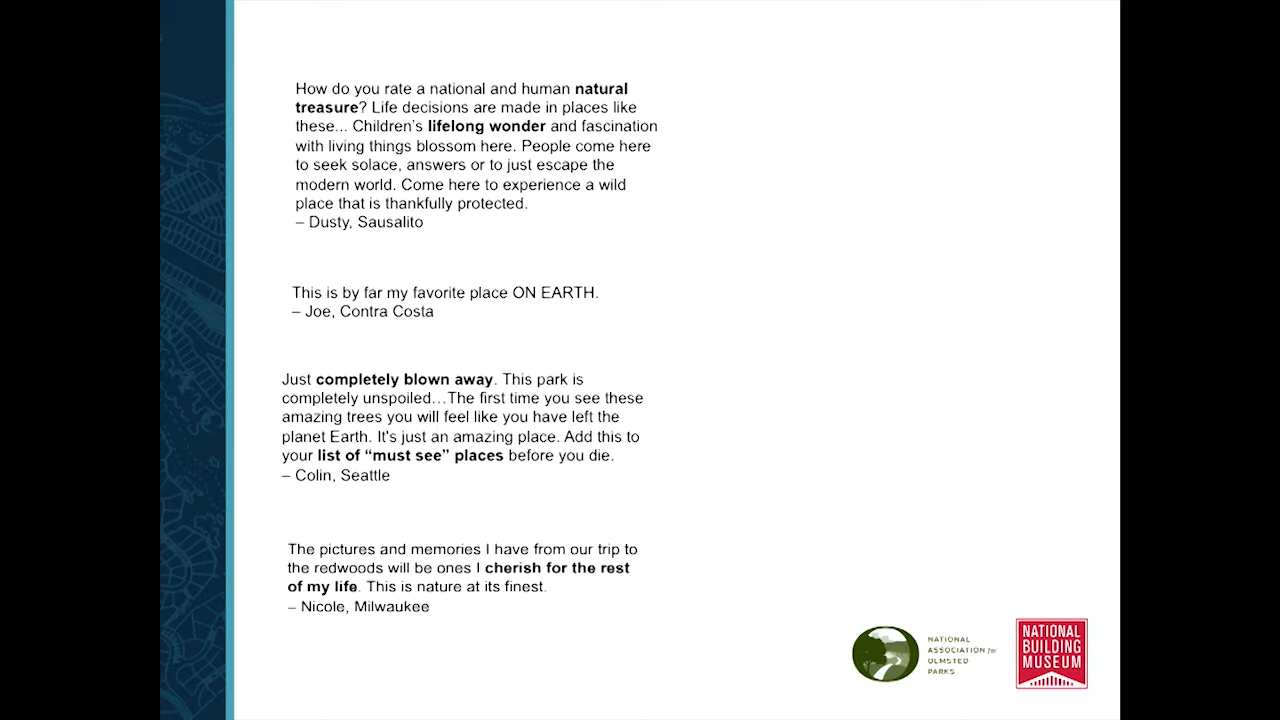 How do you rate a national and human natural
treasure? Life decisions are made in places like
these... Children's lifelong wonder and fascination
with living things blossom here. People come here
to seek solace, answers or to just escape the
modern world. Come here to experience a wild
place that is thankfully protected.
– Dusty, Sausalito
This is by far my favorite place ON EARTH.
– Joe, Contra Costa
Just completely blown away. This park is
completely unspoiled…The first time you see these
amazing trees you will feel like you have left the
planet Earth. It's just an amazing place. Add this to
your list of “must see” places before you die.
– Colin, Seattle
The pictures and memories I have from our trip to
the redwoods will be ones I cherish for the rest
of my life. This is nature at its finest.
– Nicole, Milwaukee
NATIONAL
ASSOCIATION for
OLMSTED
PARKS
NATIONAL
BUILDING
MUSEUM